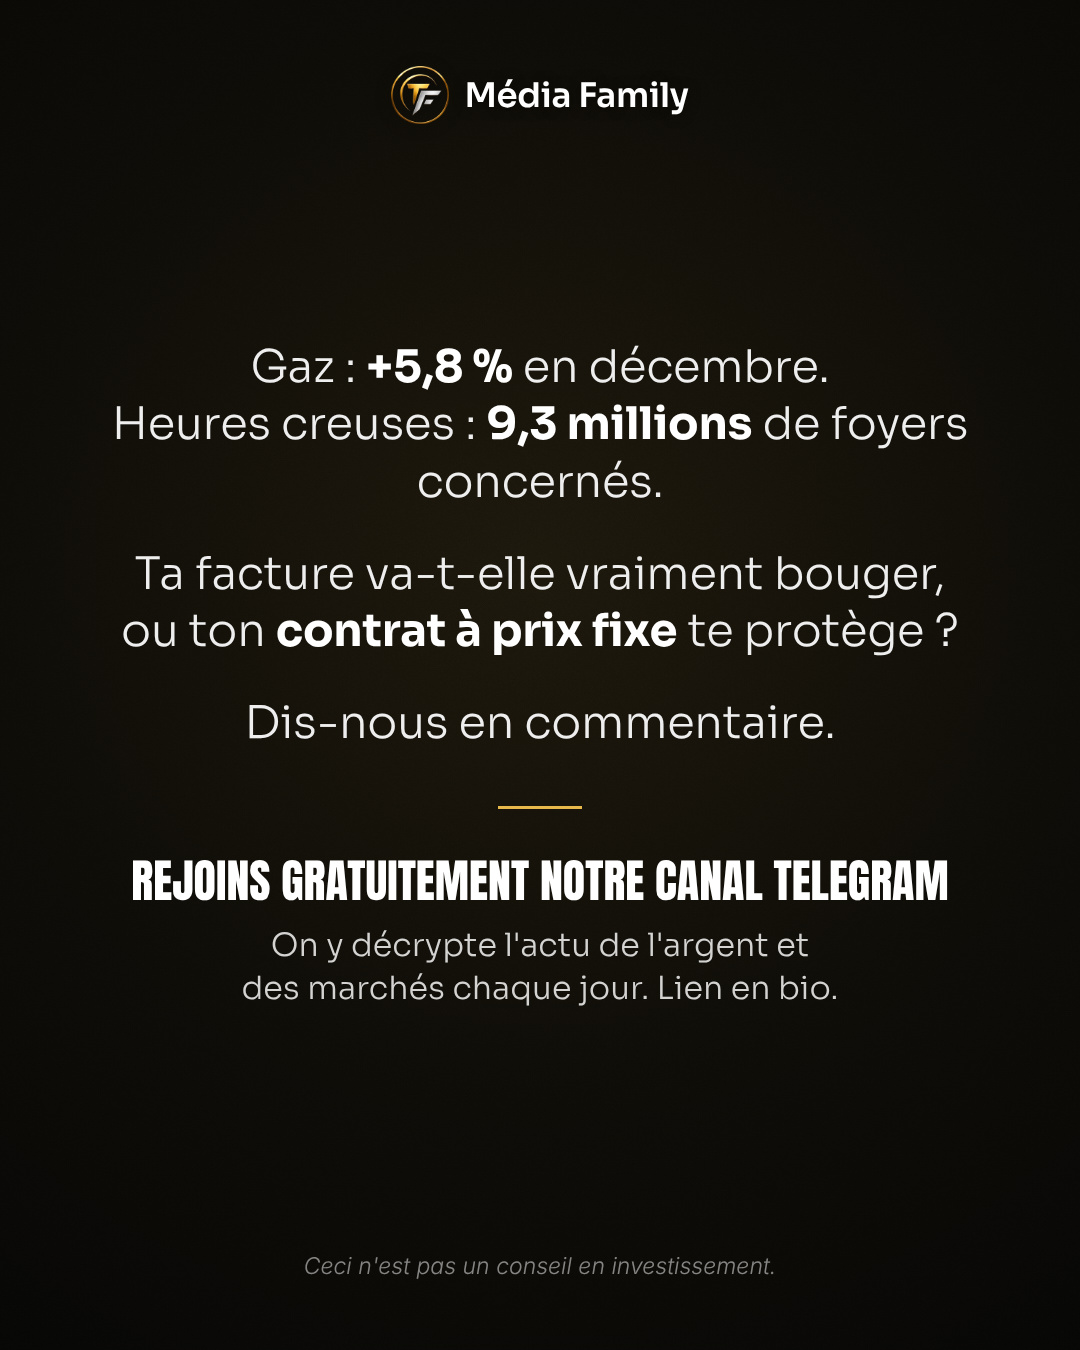 TF Média Family
Gaz : +5,8 % en décembre.
Heures creuses : 9,3 millions de foyers
concernés.
Ta facture va-t-elle vraiment bouger,
ou ton contrat à prix fixe te protège ?
Dis-nous en commentaire.
REJOINS GRATUITEMENT NOTRE CANAL TELEGRAM
On y décrypte l'actu de l'argent et
des marchés chaque jour. Lien en bio.
Ceci n'est pas un conseil en investissement.